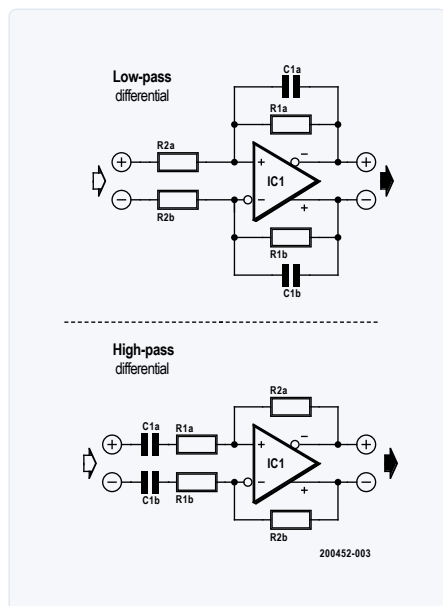 Low-pass
differential
C1a
R1a
R2a
+ − +
+ IC1
− − + −
R2b
R1b
C1b
High-pass
differential
R2a
C1a R1a
+ + − +
IC1
− − + −
C1b R1b
R2b
200452-003